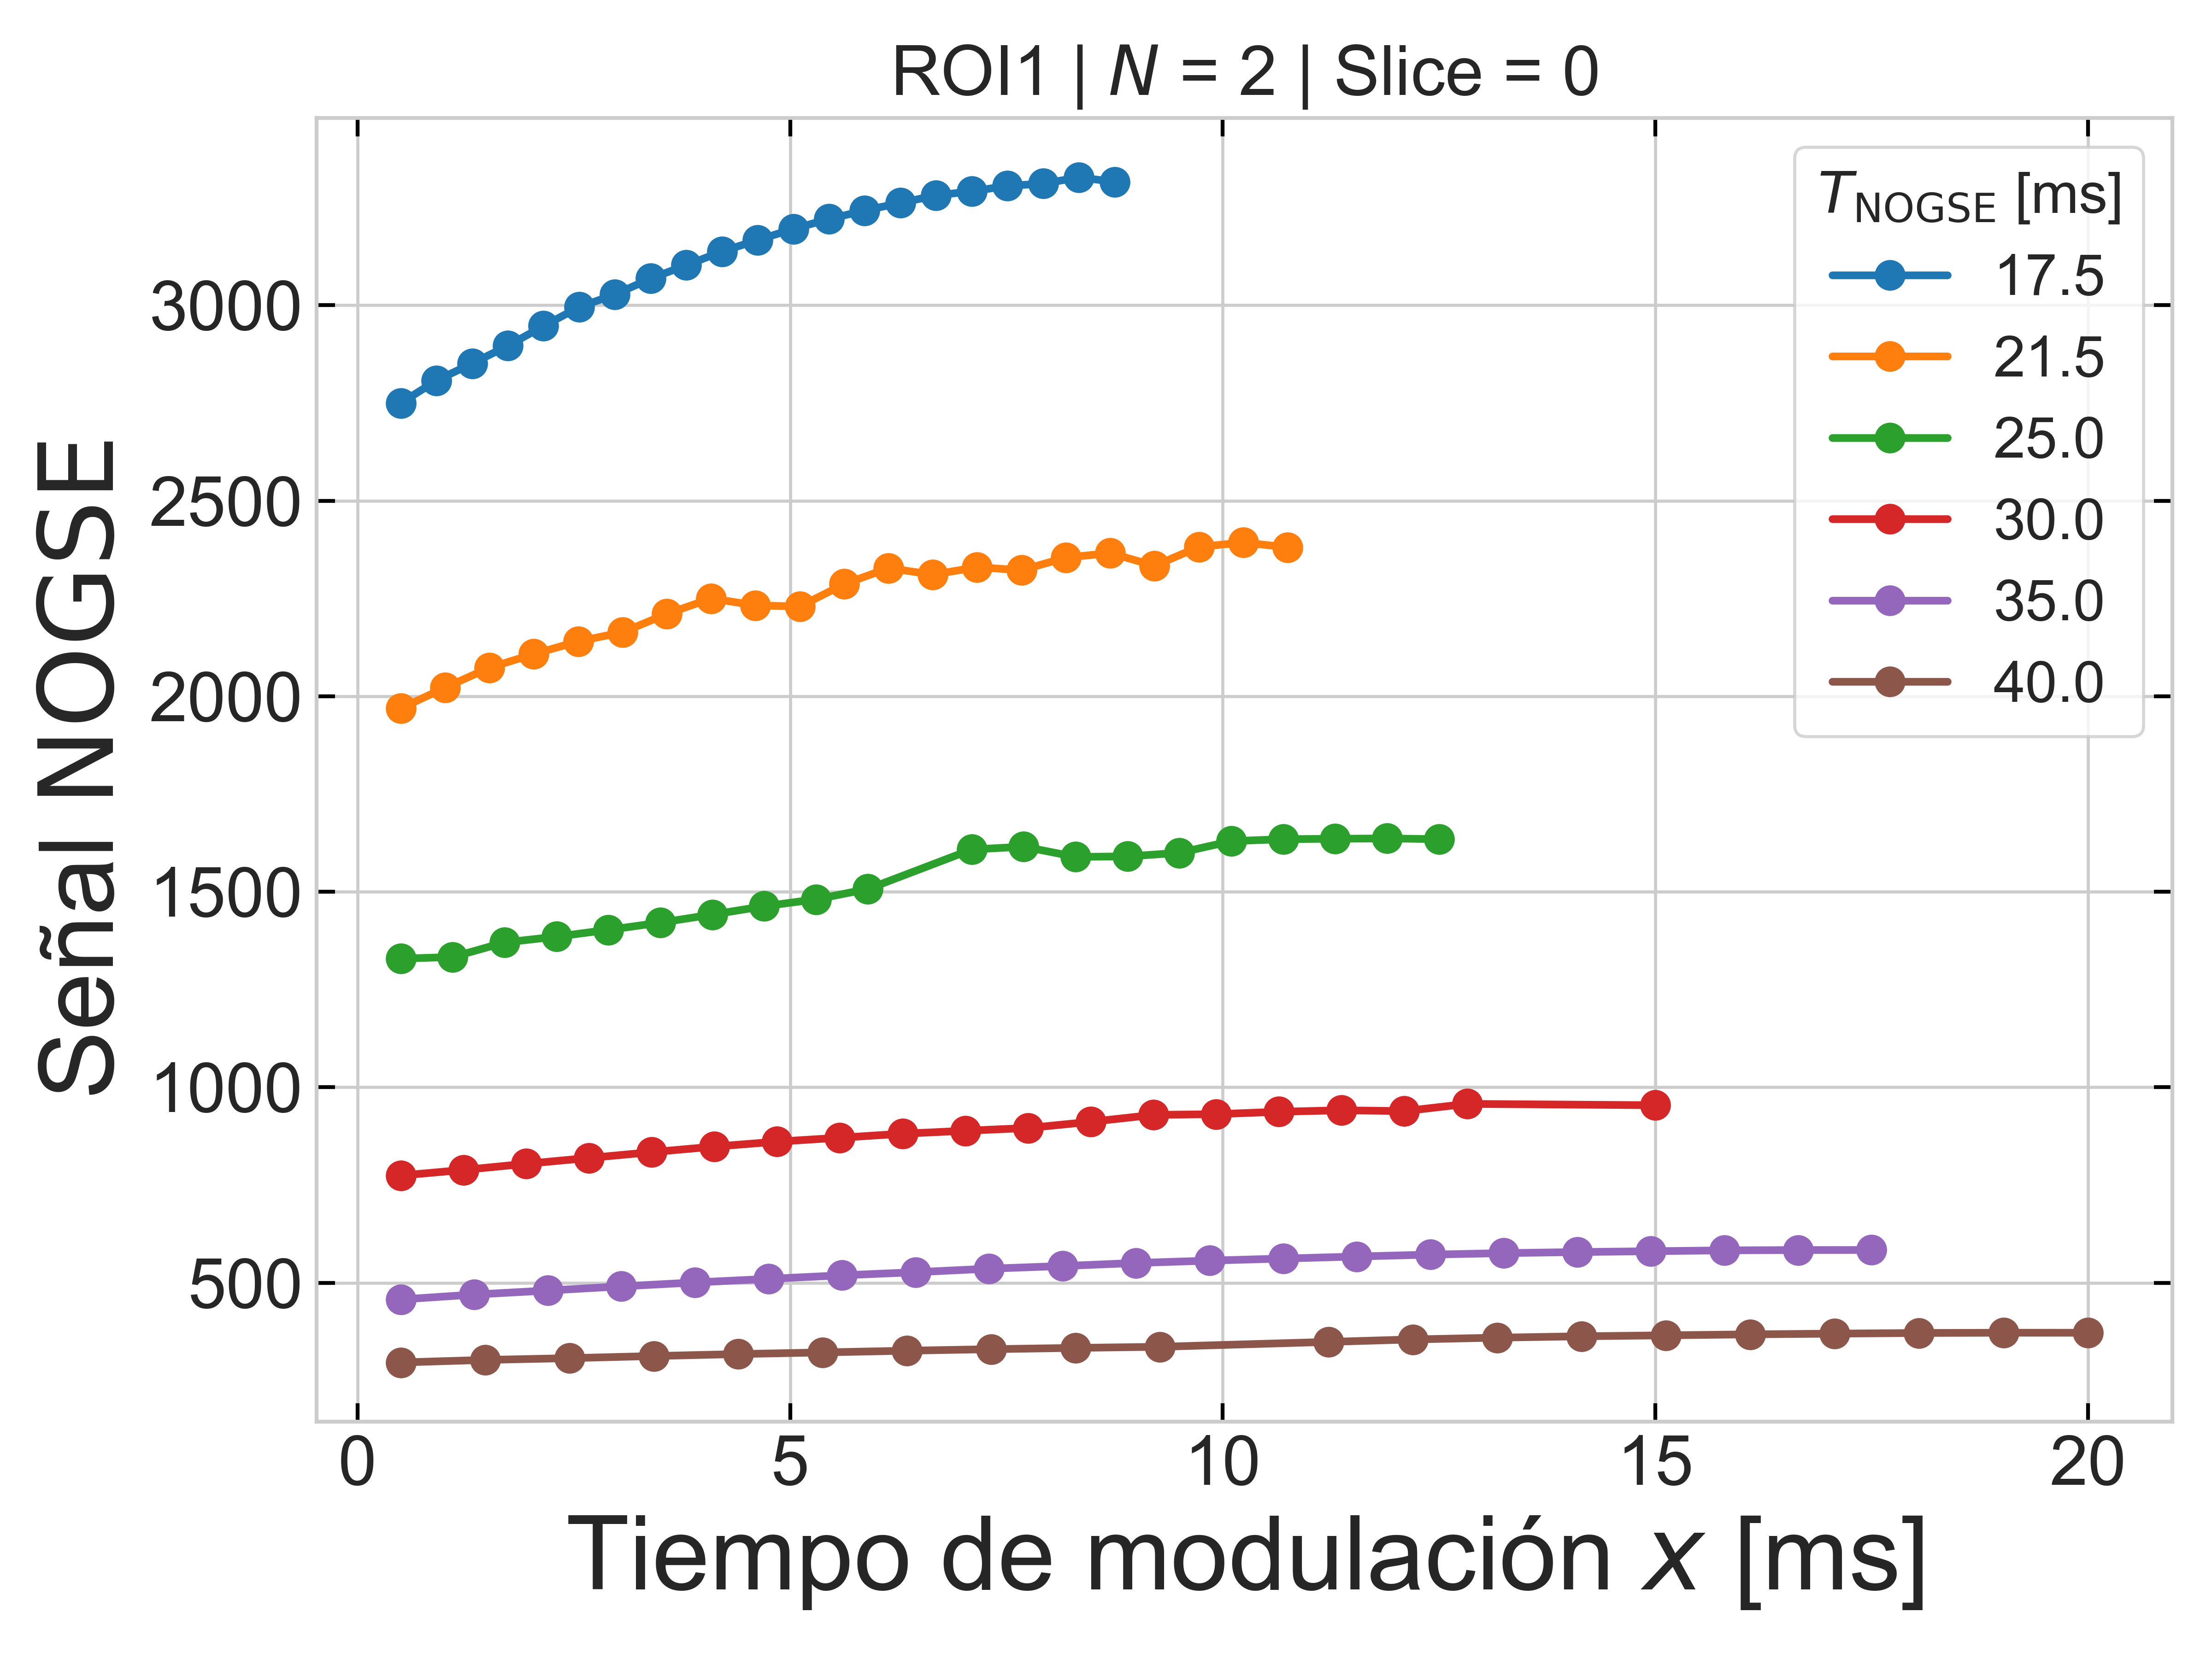 ROI1 | N = 2 | Slice = 0
Señal NOGSE
3000
2500
2000
1500
1000
500
T_NOGSE [ms]
17.5
21.5
25.0
30.0
35.0
40.0
0 5 10 15 20
Tiempo de modulación x [ms]